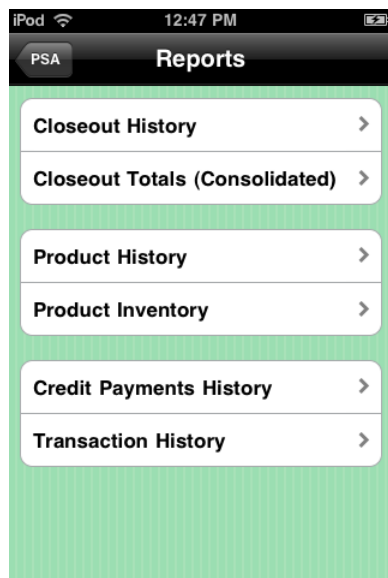 iPod 12:47 PM
PSA Reports
Closeout History
Closeout Totals (Consolidated)
Product History
Product Inventory
Credit Payments History
Transaction History